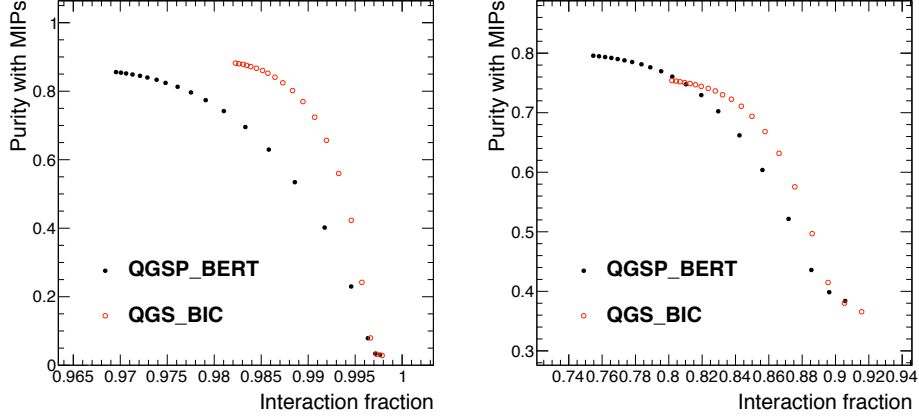 Purity with MIPs
1
0.8
0.6
0.4
0.2
0
QGSP_BERT
QGS_BIC
0.965 0.97 0.975 0.98 0.985 0.99 0.995 1
Interaction fraction
Purity with MIPs
0.8
0.7
0.6
0.5
0.4
0.3
QGSP_BERT
QGS_BIC
0.74 0.76 0.78 0.8 0.82 0.84 0.86 0.88 0.9 0.92 0.94
Interaction fraction